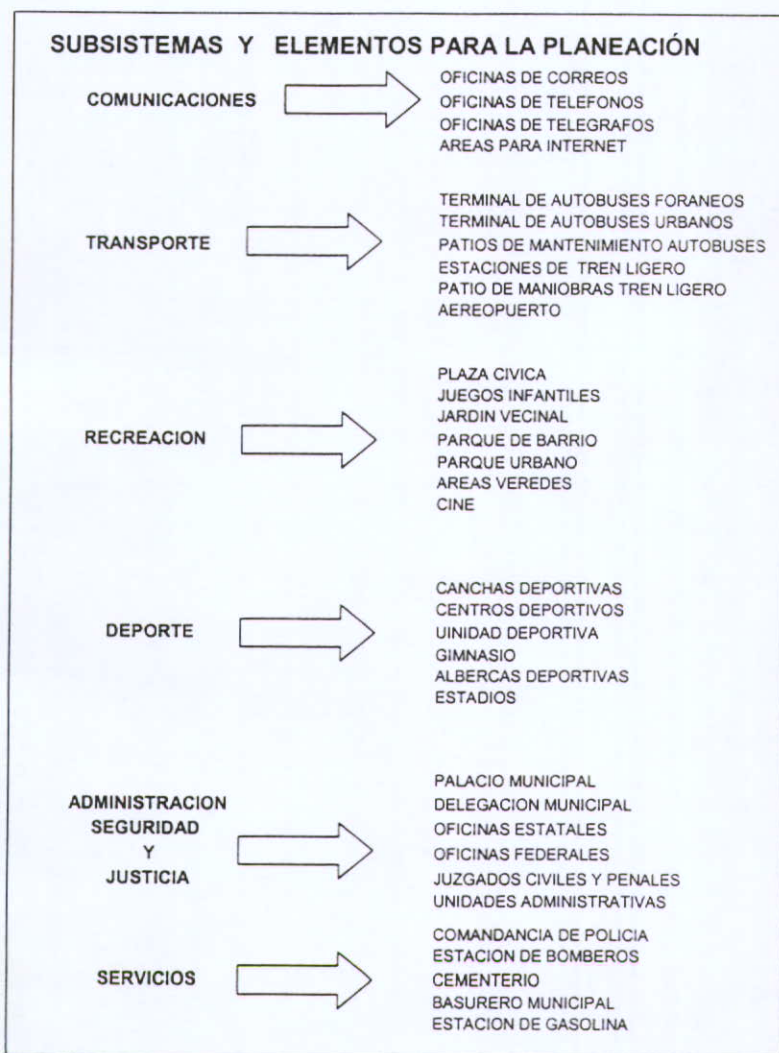 SUBSISTEMAS Y ELEMENTOS PARA LA PLANEACIÓN
COMUNICACIONES
OFICINAS DE CORREOS
OFICINAS DE TELEFONOS
OFICINAS DE TELEGRAFOS
AREAS PARA INTERNET
TRANSPORTE
TERMINAL DE AUTOBUSES FORANEOS
TERMINAL DE AUTOBUSES URBANOS
PATIOS DE MANTENIMIENTO AUTOBUSES
ESTACIONES DE TREN LIGERO
PATIO DE MANIOBRAS TREN LIGERO
AEREOPUERTO
RECREACION
PLAZA CIVICA
JUEGOS INFANTILES
JARDIN VECINAL
PARQUE DE BARRIO
PARQUE URBANO
AREAS VEREDES
CINE
DEPORTE
CANCHAS DEPORTIVAS
CENTROS DEPORTIVOS
UINIDAD DEPORTIVA
GIMNASIO
ALBERCAS DEPORTIVAS
ESTADIOS
ADMINISTRACION
SEGURIDAD
Y
JUSTICIA
PALACIO MUNICIPAL
DELEGACION MUNICIPAL
OFICINAS ESTATALES
OFICINAS FEDERALES
JUZGADOS CIVILES Y PENALES
UNIDADES ADMINISTRATIVAS
SERVICIOS
COMANDANCIA DE POLICIA
ESTACION DE BOMBEROS
CEMENTERIO
BASURERO MUNICIPAL
ESTACION DE GASOLINA